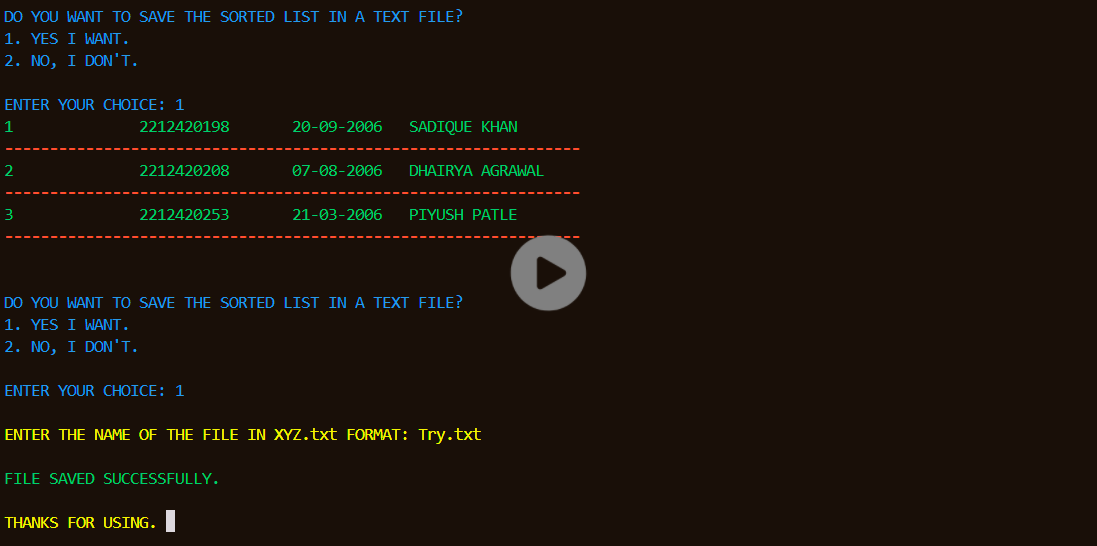 DO YOU WANT TO SAVE THE SORTED LIST IN A TEXT FILE?
1. YES I WANT.
2. NO, I DON'T.
ENTER YOUR CHOICE: 1
1 2212420198 20-09-2006 SADIQUE KHAN
----------------------------------------------------------------
2 2212420208 07-08-2006 DHAIRYA AGRAWAL
----------------------------------------------------------------
3 2212420253 21-03-2006 PIYUSH PATLE
----------------------------------------------------------------
DO YOU WANT TO SAVE THE SORTED LIST IN A TEXT FILE?
1. YES I WANT.
2. NO, I DON'T.
ENTER YOUR CHOICE: 1
ENTER THE NAME OF THE FILE IN XYZ.txt FORMAT: Try.txt
FILE SAVED SUCCESSFULLY.
THANKS FOR USING.